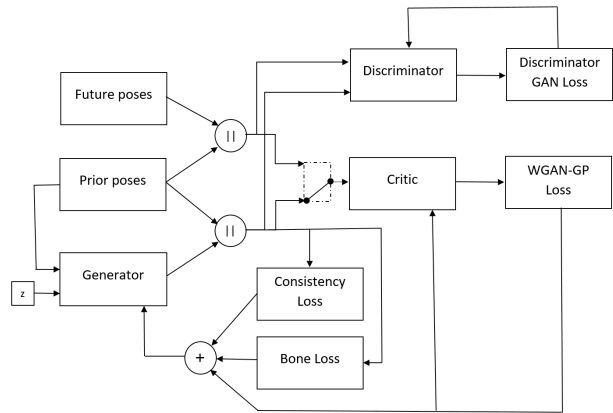 Discriminator
Discriminator
GAN Loss
Future poses
||
Prior poses
Critic
WGAN-GP
Loss
||
Generator
z
Consistency
Loss
+
Bone Loss